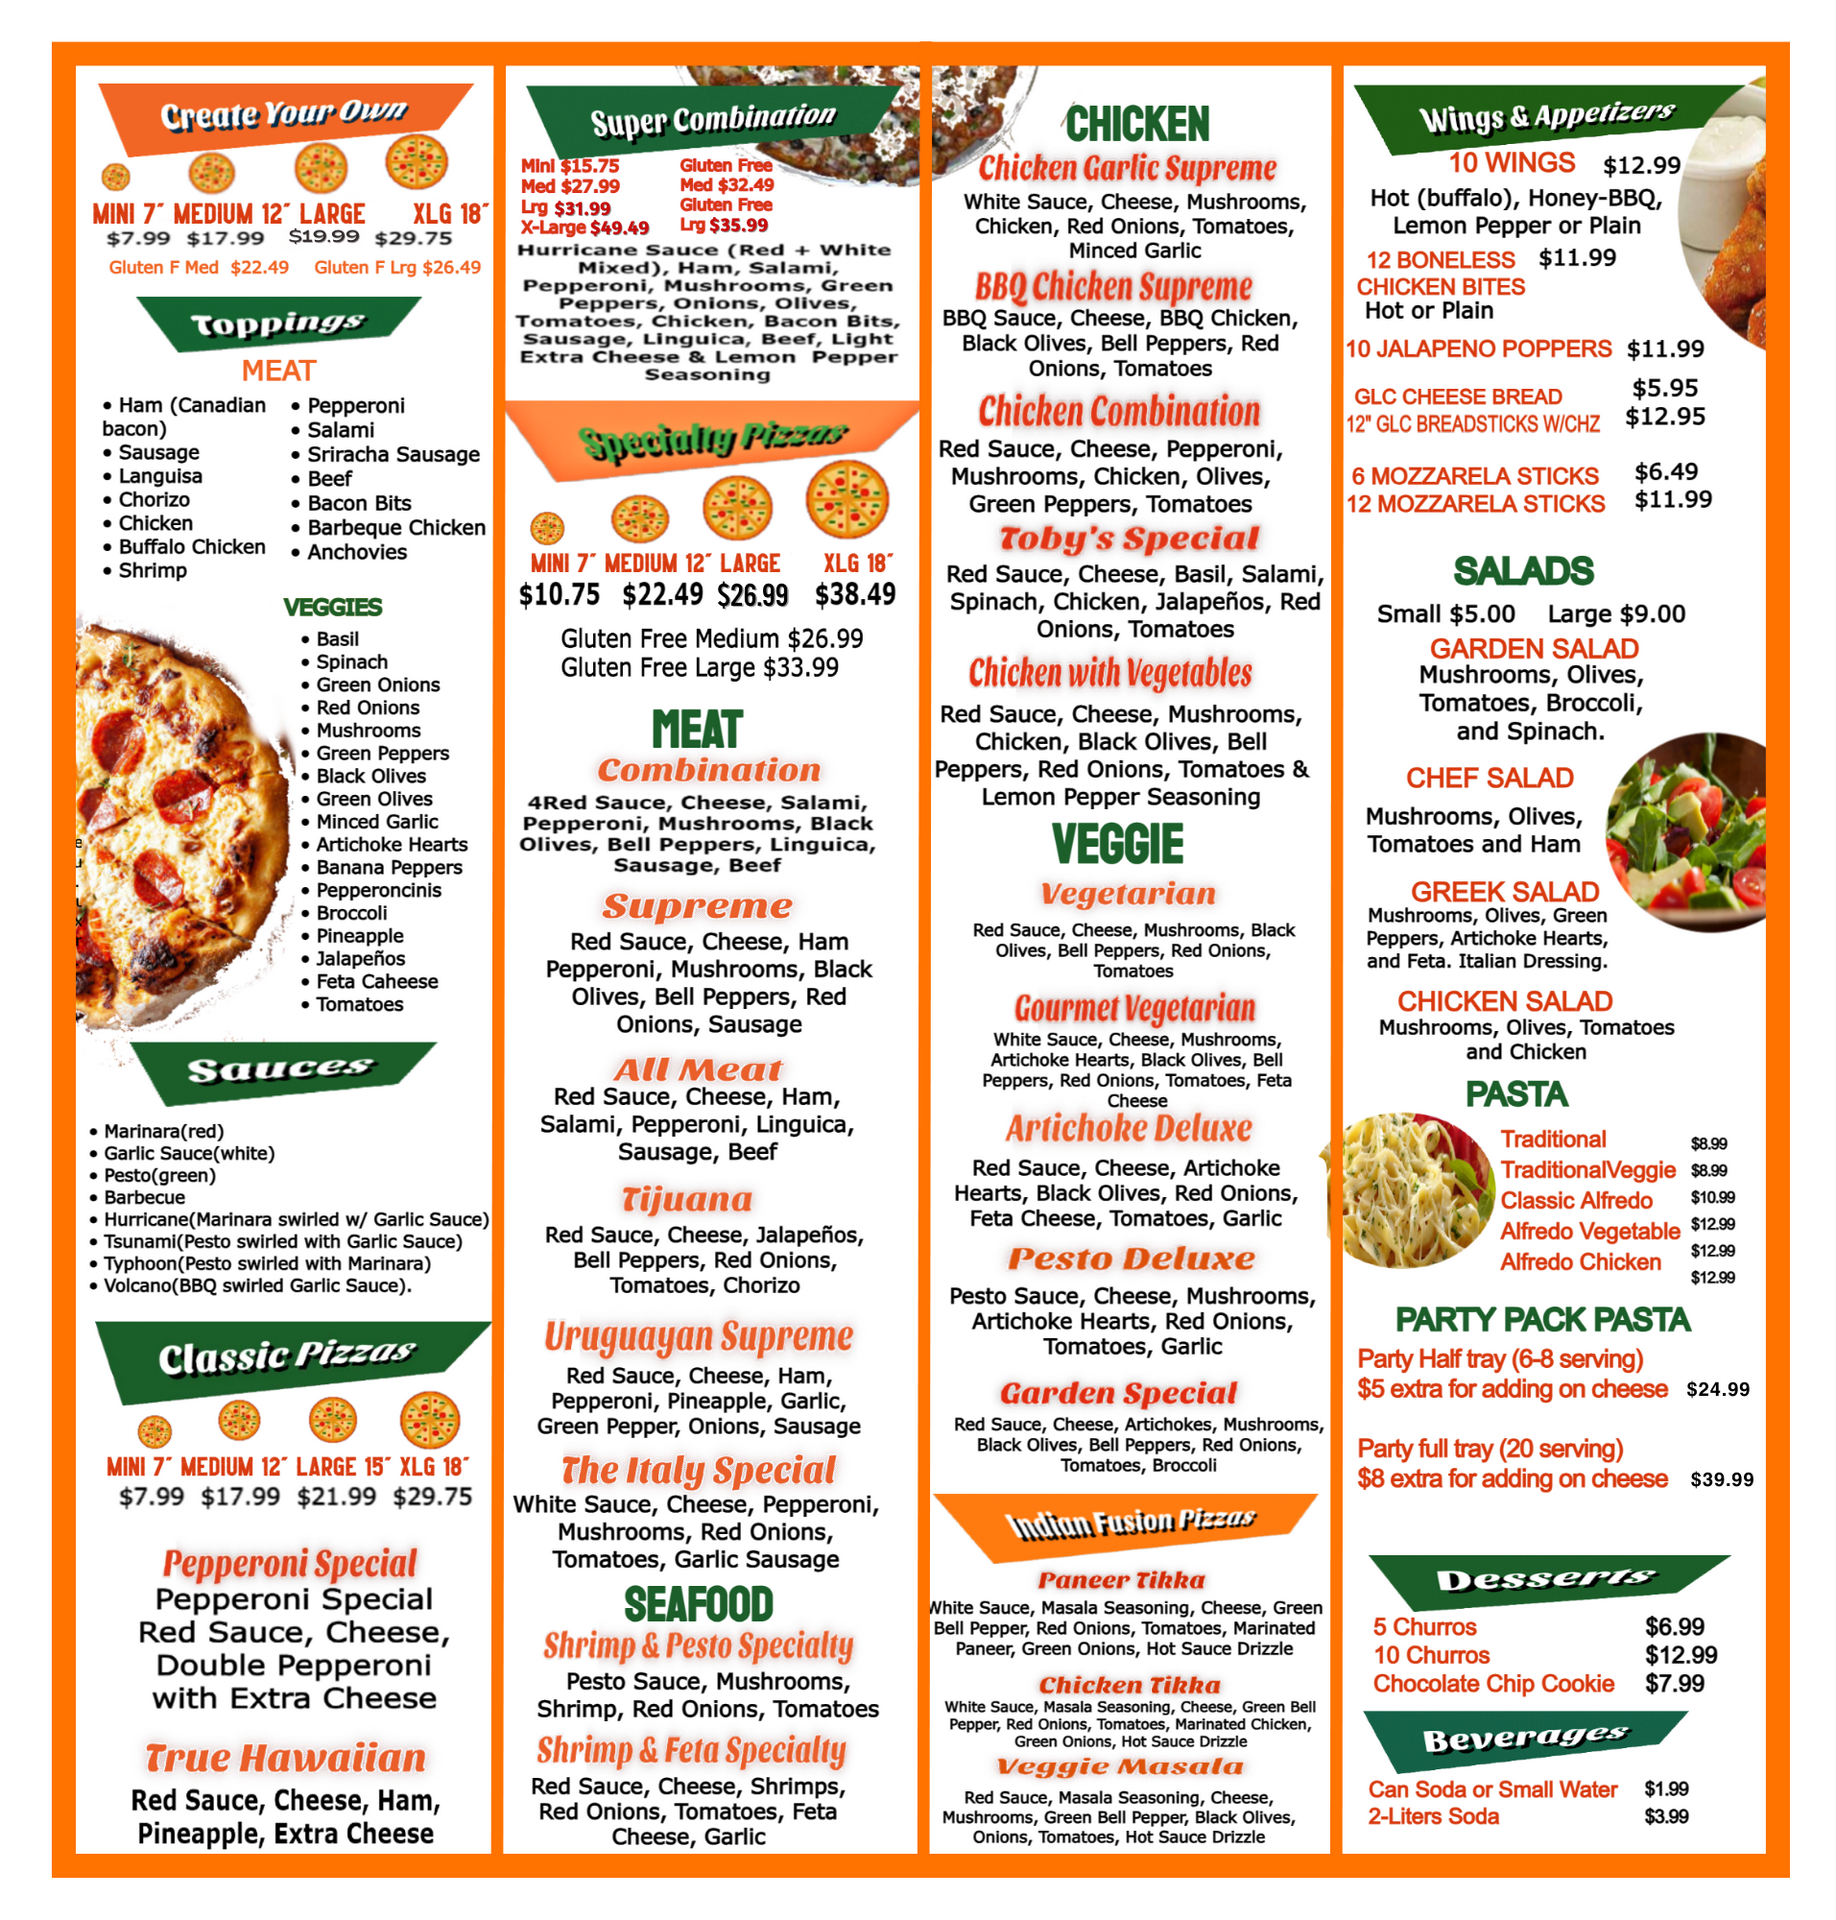 Create Your Own
MINI 7" MEDIUM 12" LARGE XLG 18"
$7.99 $17.99 $19.99 $29.75
Gluten F Med $22.49 Gluten F Lrg $26.49
Toppings
MEAT
• Ham (Canadian
bacon)
• Sausage
• Languisa
• Chorizo
• Chicken
• Buffalo Chicken
• Shrimp
• Pepperoni
• Salami
• Sriracha Sausage
• Beef
• Bacon Bits
• Barbeque Chicken
• Anchovies
VEGGIES
• Basil
• Spinach
• Green Onions
• Red Onions
• Mushrooms
• Green Peppers
• Black Olives
• Green Olives
• Minced Garlic
• Artichoke Hearts
• Banana Peppers
• Pepperoncinis
• Broccoli
• Pineapple
• Jalapeños
• Feta Caheese
• Tomatoes
Sauces
• Marinara(red)
• Garlic Sauce(white)
• Pesto(green)
• Barbecue
• Hurricane(Marinara swirled w/ Garlic Sauce)
• Tsunami(Pesto swirled with Garlic Sauce)
• Typhoon(Pesto swirled with Marinara)
• Volcano(BBQ swirled Garlic Sauce).
Classic Pizzas
MINI 7" MEDIUM 12" LARGE 15" XLG 18"
$7.99 $17.99 $21.99 $29.75
Pepperoni Special
Pepperoni Special
Red Sauce, Cheese,
Double Pepperoni
with Extra Cheese
True Hawaiian
Red Sauce, Cheese, Ham,
Pineapple, Extra Cheese
Super Combination
Mini $15.75 Gluten Free
Med $27.99 Med $32.49
Lrg $31.99 Gluten Free
X-Large $49.49 Lrg $35.99
Hurricane Sauce (Red + White
Mixed), Ham, Salami,
Pepperoni, Mushrooms, Green
Peppers, Onions, Olives,
Tomatoes, Chicken, Bacon Bits,
Sausage, Linguica, Beef, Light
Extra Cheese & Lemon Pepper
Seasoning
Specialty Pizzas
MINI 7" MEDIUM 12" LARGE XLG 18"
$10.75 $22.49 $26.99 $38.49
Gluten Free Medium $26.99
Gluten Free Large $33.99
MEAT
Combination
4Red Sauce, Cheese, Salami,
Pepperoni, Mushrooms, Black
Olives, Bell Peppers, Linguica,
Sausage, Beef
Supreme
Red Sauce, Cheese, Ham
Pepperoni, Mushrooms, Black
Olives, Bell Peppers, Red
Onions, Sausage
All Meat
Red Sauce, Cheese, Ham,
Salami, Pepperoni, Linguica,
Sausage, Beef
Tijuana
Red Sauce, Cheese, Jalapeños,
Bell Peppers, Red Onions,
Tomatoes, Chorizo
Uruguayan Supreme
Red Sauce, Cheese, Ham,
Pepperoni, Pineapple, Garlic,
Green Pepper, Onions, Sausage
The Italy Special
White Sauce, Cheese, Pepperoni,
Mushrooms, Red Onions,
Tomatoes, Garlic Sausage
SEAFOOD
Shrimp & Pesto Specialty
Pesto Sauce, Mushrooms,
Shrimp, Red Onions, Tomatoes
Shrimp & Feta Specialty
Red Sauce, Cheese, Shrimps,
Red Onions, Tomatoes, Feta
Cheese, Garlic
CHICKEN
Chicken Garlic Supreme
White Sauce, Cheese, Mushrooms,
Chicken, Red Onions, Tomatoes,
Minced Garlic
BBQ Chicken Supreme
BBQ Sauce, Cheese, BBQ Chicken,
Black Olives, Bell Peppers, Red
Onions, Tomatoes
Chicken Combination
Red Sauce, Cheese, Pepperoni,
Mushrooms, Chicken, Olives,
Green Peppers, Tomatoes
Toby's Special
Red Sauce, Cheese, Basil, Salami,
Spinach, Chicken, Jalapeños, Red
Onions, Tomatoes
Chicken with Vegetables
Red Sauce, Cheese, Mushrooms,
Chicken, Black Olives, Bell
Peppers, Red Onions, Tomatoes &
Lemon Pepper Seasoning
VEGGIE
Vegetarian
Red Sauce, Cheese, Mushrooms, Black
Olives, Bell Peppers, Red Onions,
Tomatoes
Gourmet Vegetarian
White Sauce, Cheese, Mushrooms,
Artichoke Hearts, Black Olives, Bell
Peppers, Red Onions, Tomatoes, Feta
Cheese
Artichoke Deluxe
Red Sauce, Cheese, Artichoke
Hearts, Black Olives, Red Onions,
Feta Cheese, Tomatoes, Garlic
Pesto Deluxe
Pesto Sauce, Cheese, Mushrooms,
Artichoke Hearts, Red Onions,
Tomatoes, Garlic
Garden Special
Red Sauce, Cheese, Artichokes, Mushrooms,
Black Olives, Bell Peppers, Red Onions,
Tomatoes, Broccoli
Indian Fusion Pizzas
Paneer Tikka
White Sauce, Masala Seasoning, Cheese, Green
Bell Pepper, Red Onions, Tomatoes, Marinated
Paneer, Green Onions, Hot Sauce Drizzle
Chicken Tikka
White Sauce, Masala Seasoning, Cheese, Green Bell
Pepper, Red Onions, Tomatoes, Marinated Chicken,
Green Onions, Hot Sauce Drizzle
Veggie Masala
Red Sauce, Masala Seasoning, Cheese,
Mushrooms, Green Bell Pepper, Black Olives,
Onions, Tomatoes, Hot Sauce Drizzle
Wings & Appetizers
10 WINGS $12.99
Hot (buffalo), Honey-BBQ,
Lemon Pepper or Plain
12 BONELESS $11.99
CHICKEN BITES
Hot or Plain
10 JALAPENO POPPERS $11.99
GLC CHEESE BREAD $5.95
12" GLC BREADSTICKS W/CHZ $12.95
6 MOZZARELA STICKS $6.49
12 MOZZARELA STICKS $11.99
SALADS
Small $5.00 Large $9.00
GARDEN SALAD
Mushrooms, Olives,
Tomatoes, Broccoli,
and Spinach.
CHEF SALAD
Mushrooms, Olives,
Tomatoes and Ham
GREEK SALAD
Mushrooms, Olives, Green
Peppers, Artichoke Hearts,
and Feta. Italian Dressing.
CHICKEN SALAD
Mushrooms, Olives, Tomatoes
and Chicken
PASTA
Traditional $8.99
TraditionalVeggie $8.99
Classic Alfredo $10.99
Alfredo Vegetable $12.99
Alfredo Chicken $12.99
$12.99
PARTY PACK PASTA
Party Half tray (6-8 serving)
$5 extra for adding on cheese $24.99
Party full tray (20 serving)
$8 extra for adding on cheese $39.99
Desserts
5 Churros $6.99
10 Churros $12.99
Chocolate Chip Cookie $7.99
Beverages
Can Soda or Small Water $1.99
2-Liters Soda $3.99